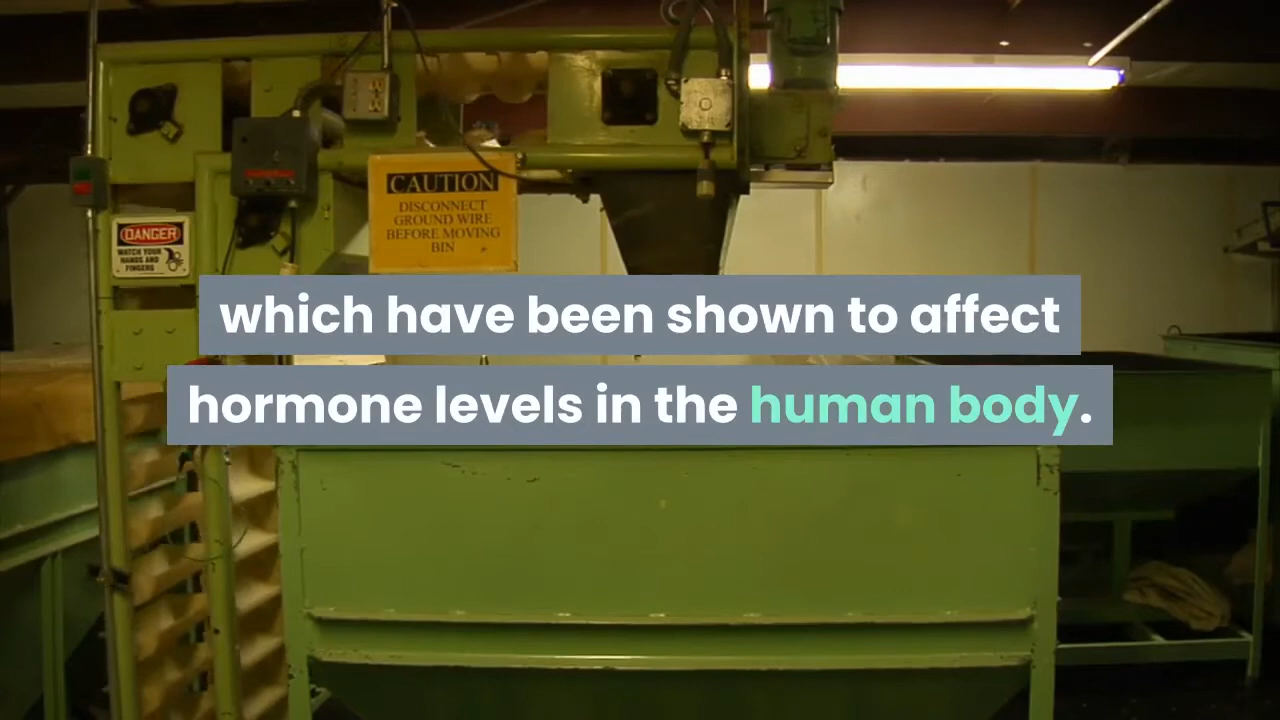 CAUTION
DISCONNECT
GROUND WIRE
BEFORE MOVING
BIN
DANGER
WATCH YOUR
HANDS AND
FINGERS
which have been shown to affect
hormone levels in the human body.